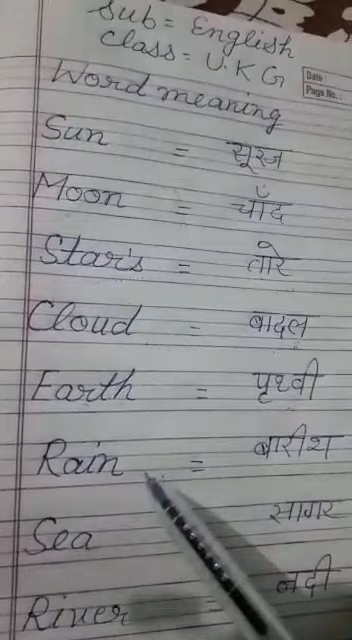 Sub = English
Class = U.K.G
Date :
Page No. :
Word meaning
Sun = सूरज
Moon = चाँद
Star's = तारे
Cloud = बादल
Earth = पृथ्वी
Rain = बारीश
Sea सागर
River = नदी